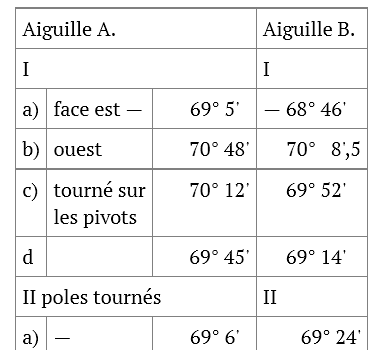 Aiguille A. Aiguille B.
I I
a) face est — 69° 5' — 68° 46'
b) ouest 70° 48' 70° 8',5
c) tourné sur 70° 12' 69° 52'
les pivots
d 69° 45' 69° 14'
II poles tournés II
a) — 69° 6' 69° 24'